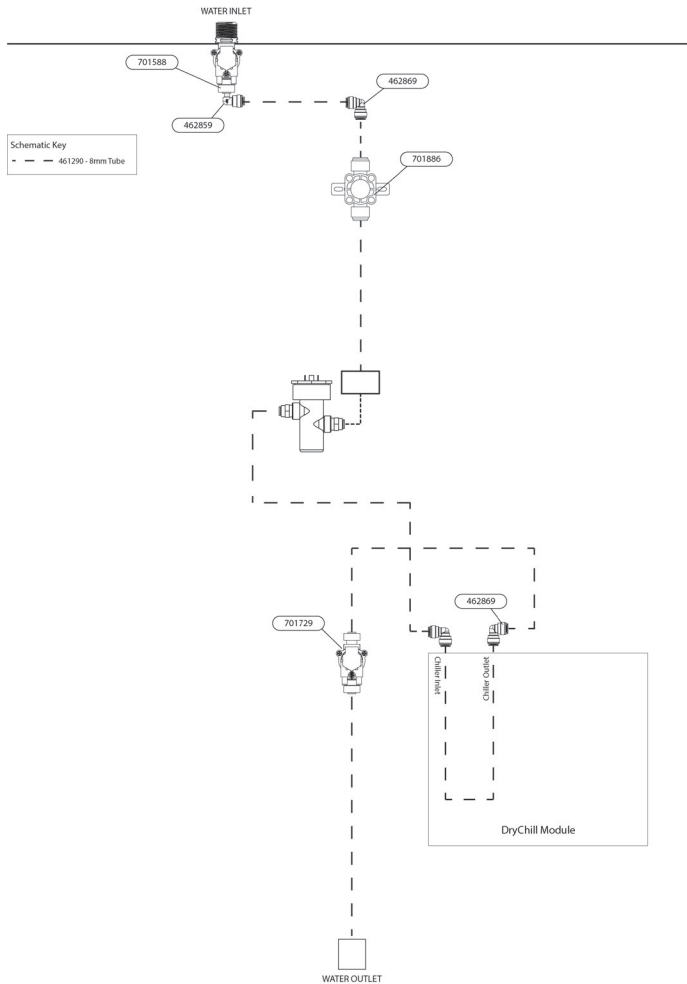 WATER INLET
701588
462869
462859
Schematic Key
461290 - 8mm Tube
701886
462869
701729
Chiller Inlet
Chiller Outlet
DryChill Module
WATER OUTLET